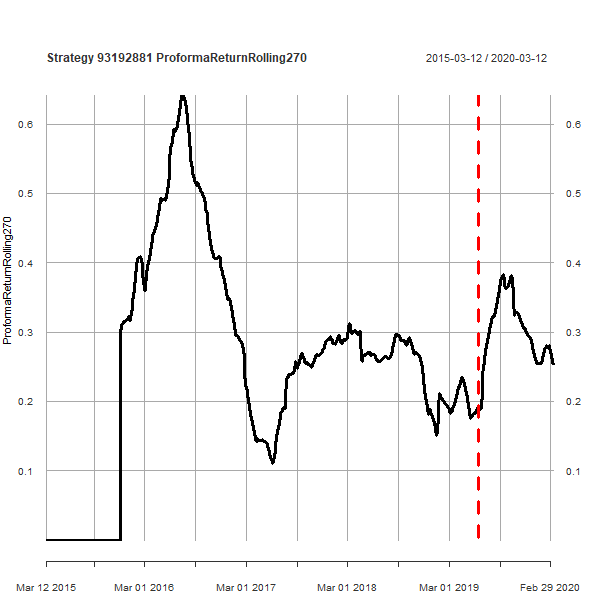 Strategy 93192881 ProformaReturnRolling270
2015-03-12 / 2020-03-12
ProformaReturnRolling270
0.6
0.5
0.4
0.3
0.2
0.1
0.6
0.5
0.4
0.3
0.2
0.1
Mar 12 2015
Mar 01 2016
Mar 01 2017
Mar 01 2018
Mar 01 2019
Feb 29 2020